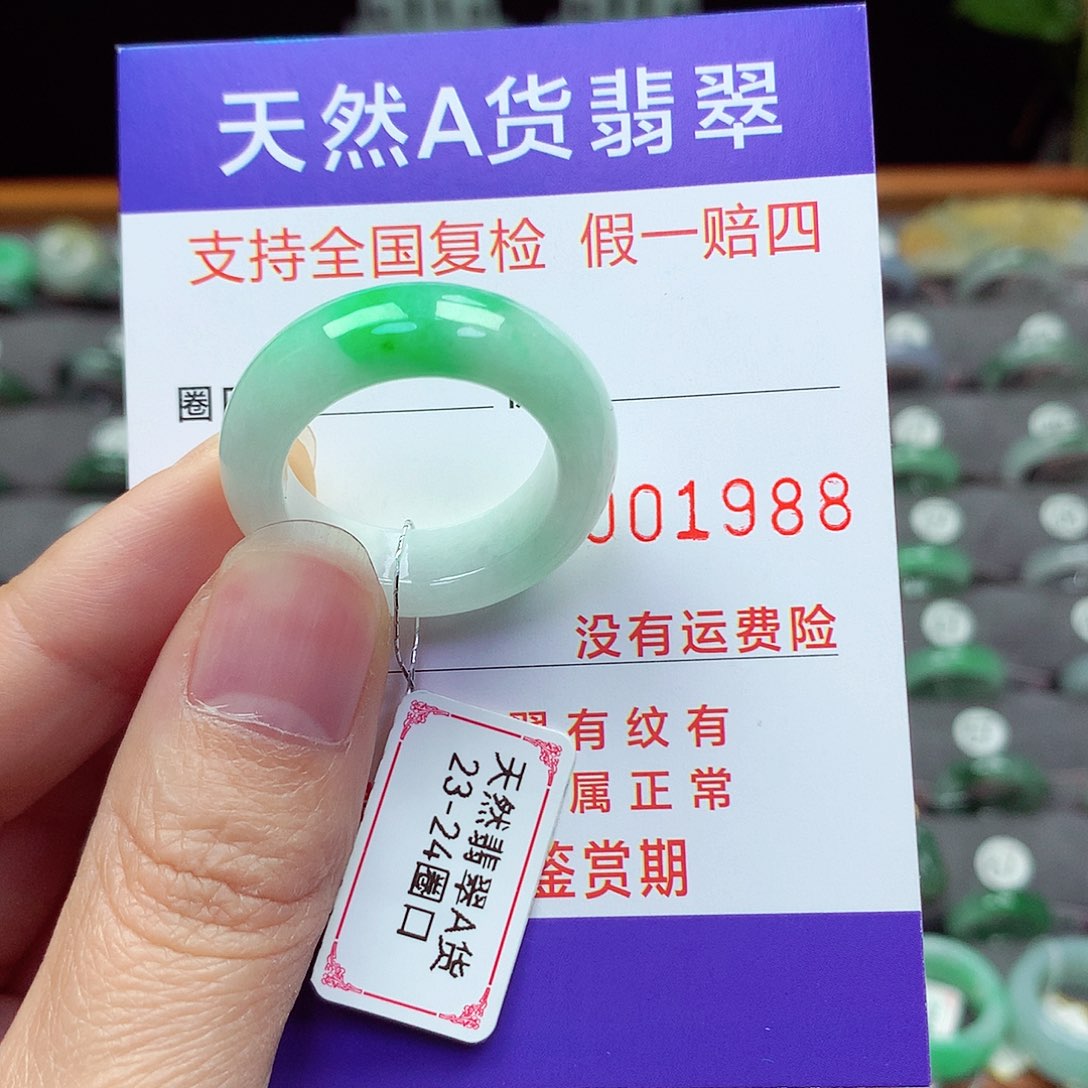 天然A货翡翠
支持全国复检 假一赔四
圈
001988
没有运费险
翠有纹有
属正常
鉴赏期
天然翡翠A货
23-24圈口